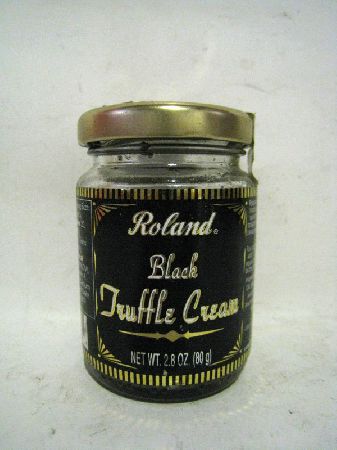 Roland®
Black
Truffle Cream
NET WT. 2.8 OZ. (80 g)